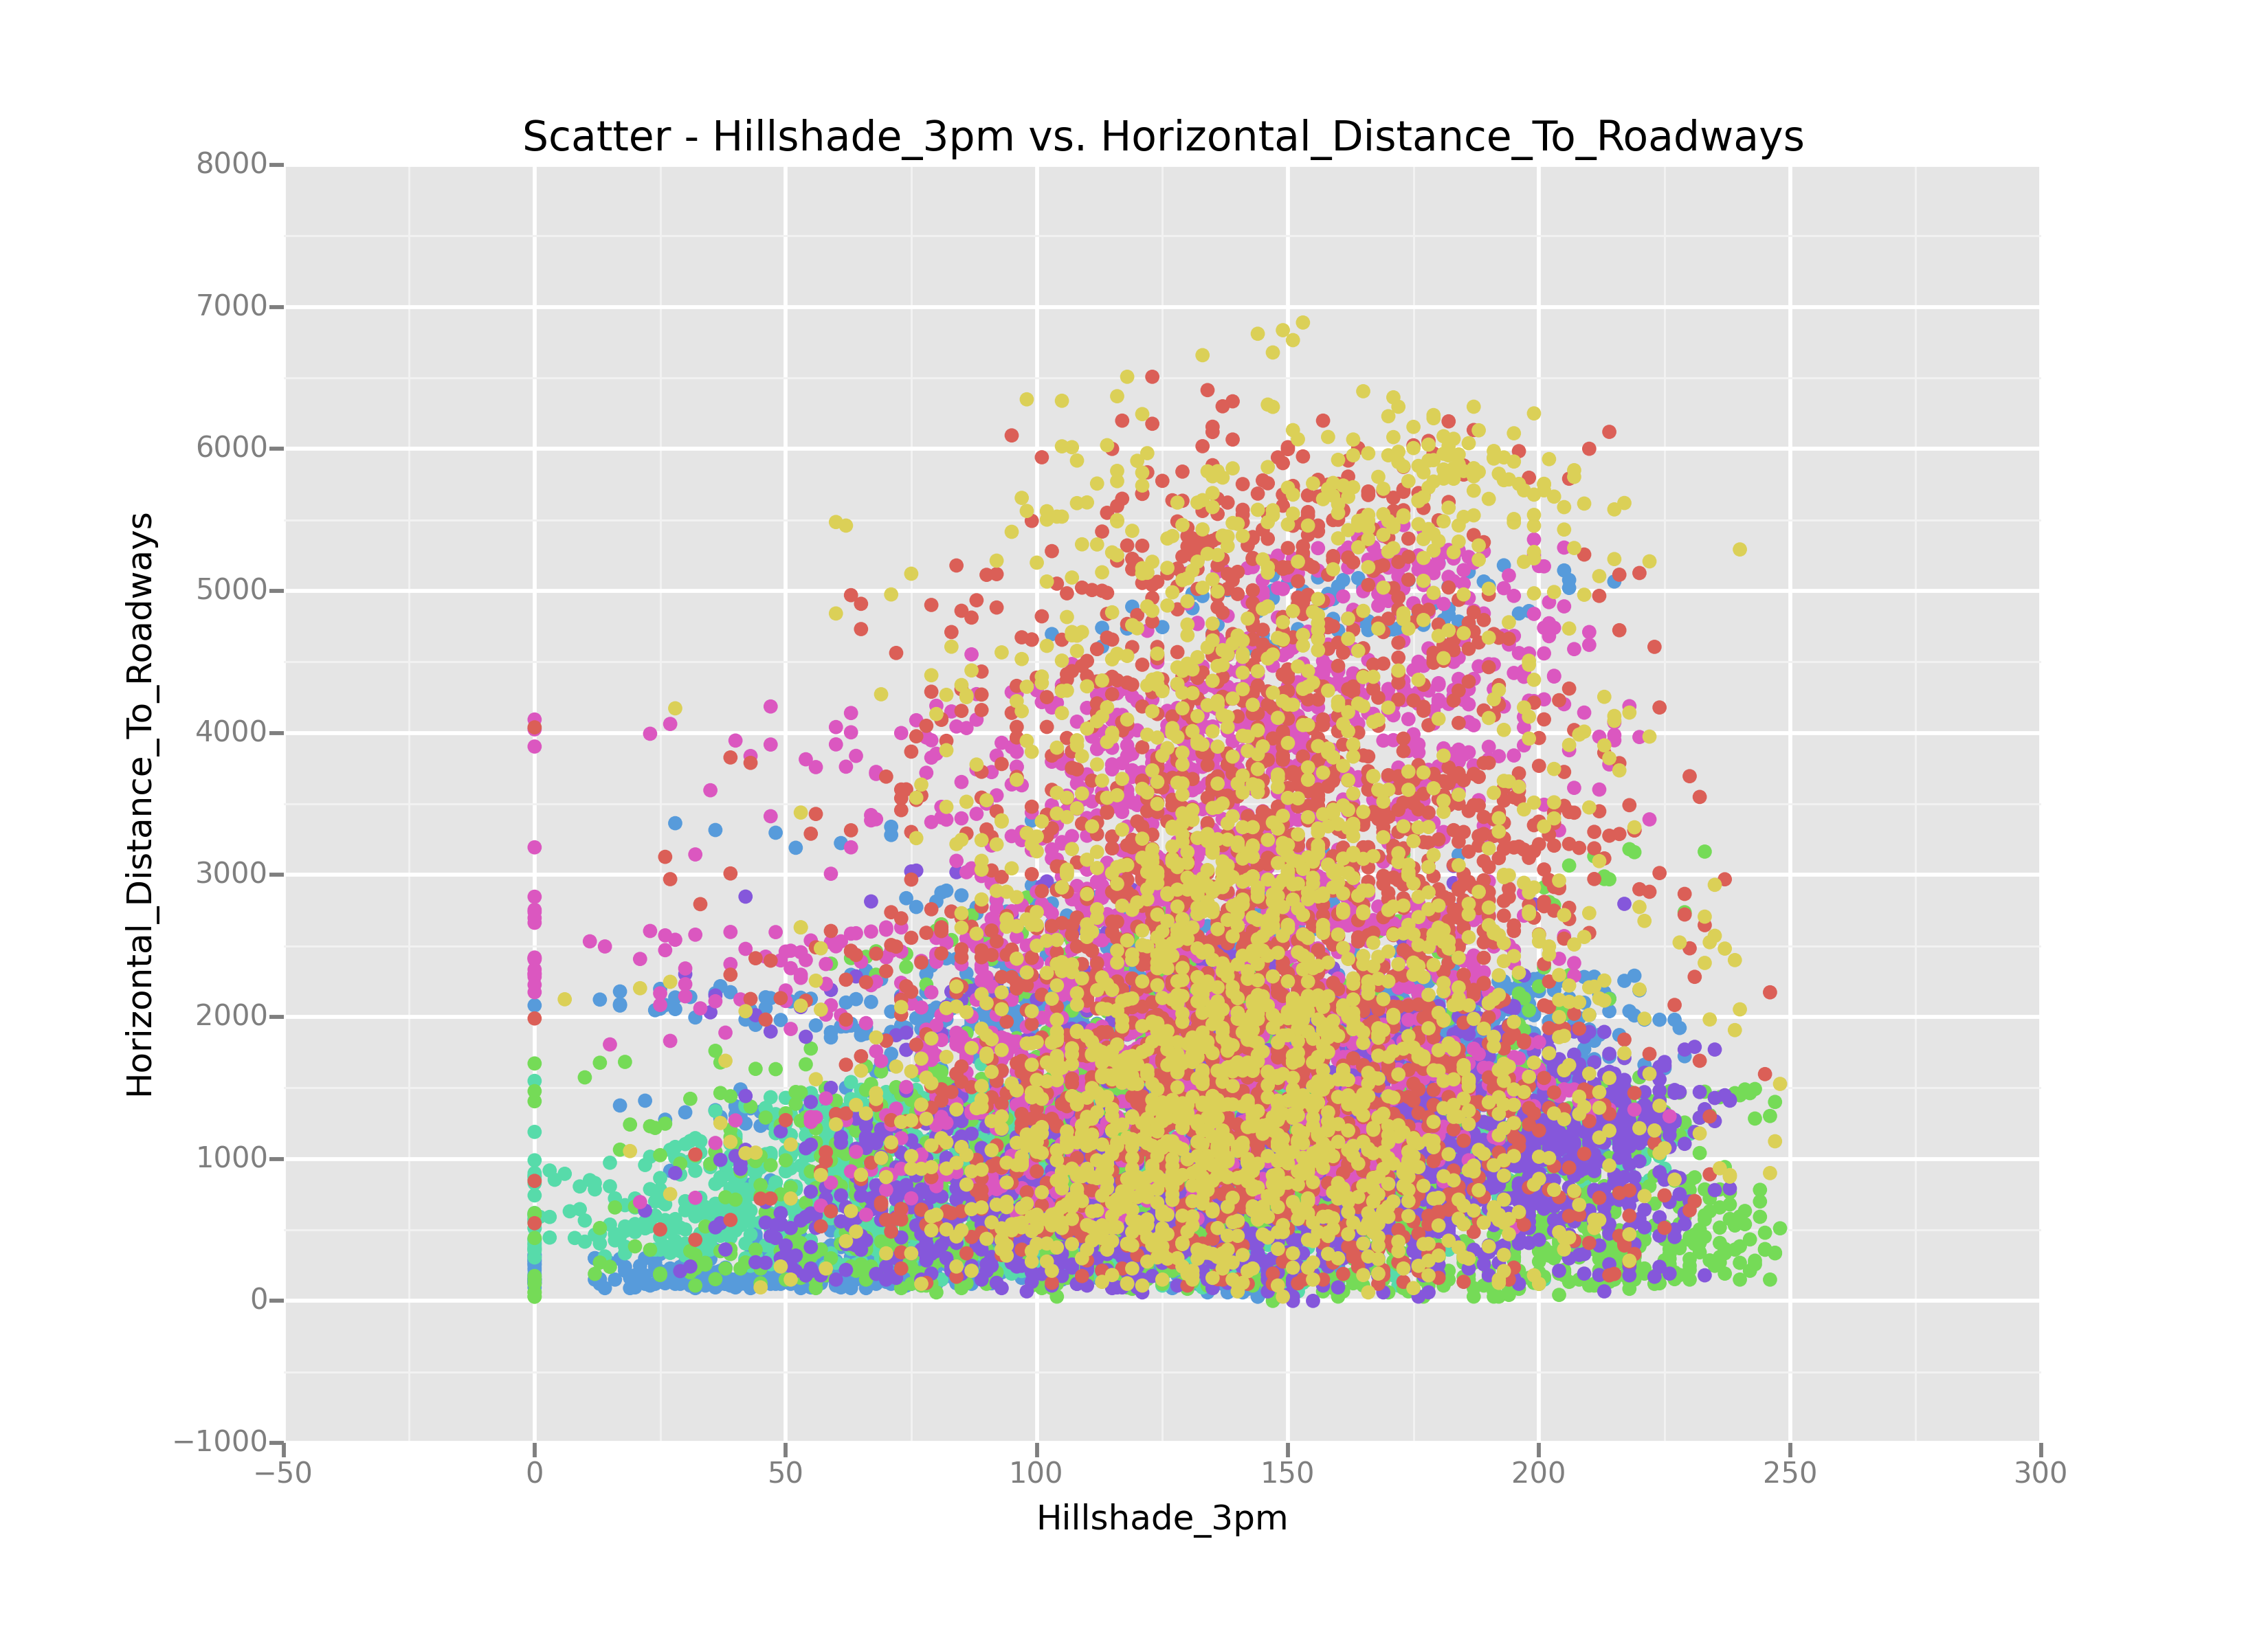 Scatter - Hillshade_3pm vs. Horizontal_Distance_To_Roadways
8000
7000
6000
5000
4000
3000
2000
1000
0
−1000
Horizontal_Distance_To_Roadways
−50 0 50 100 150 200 250 300
Hillshade_3pm